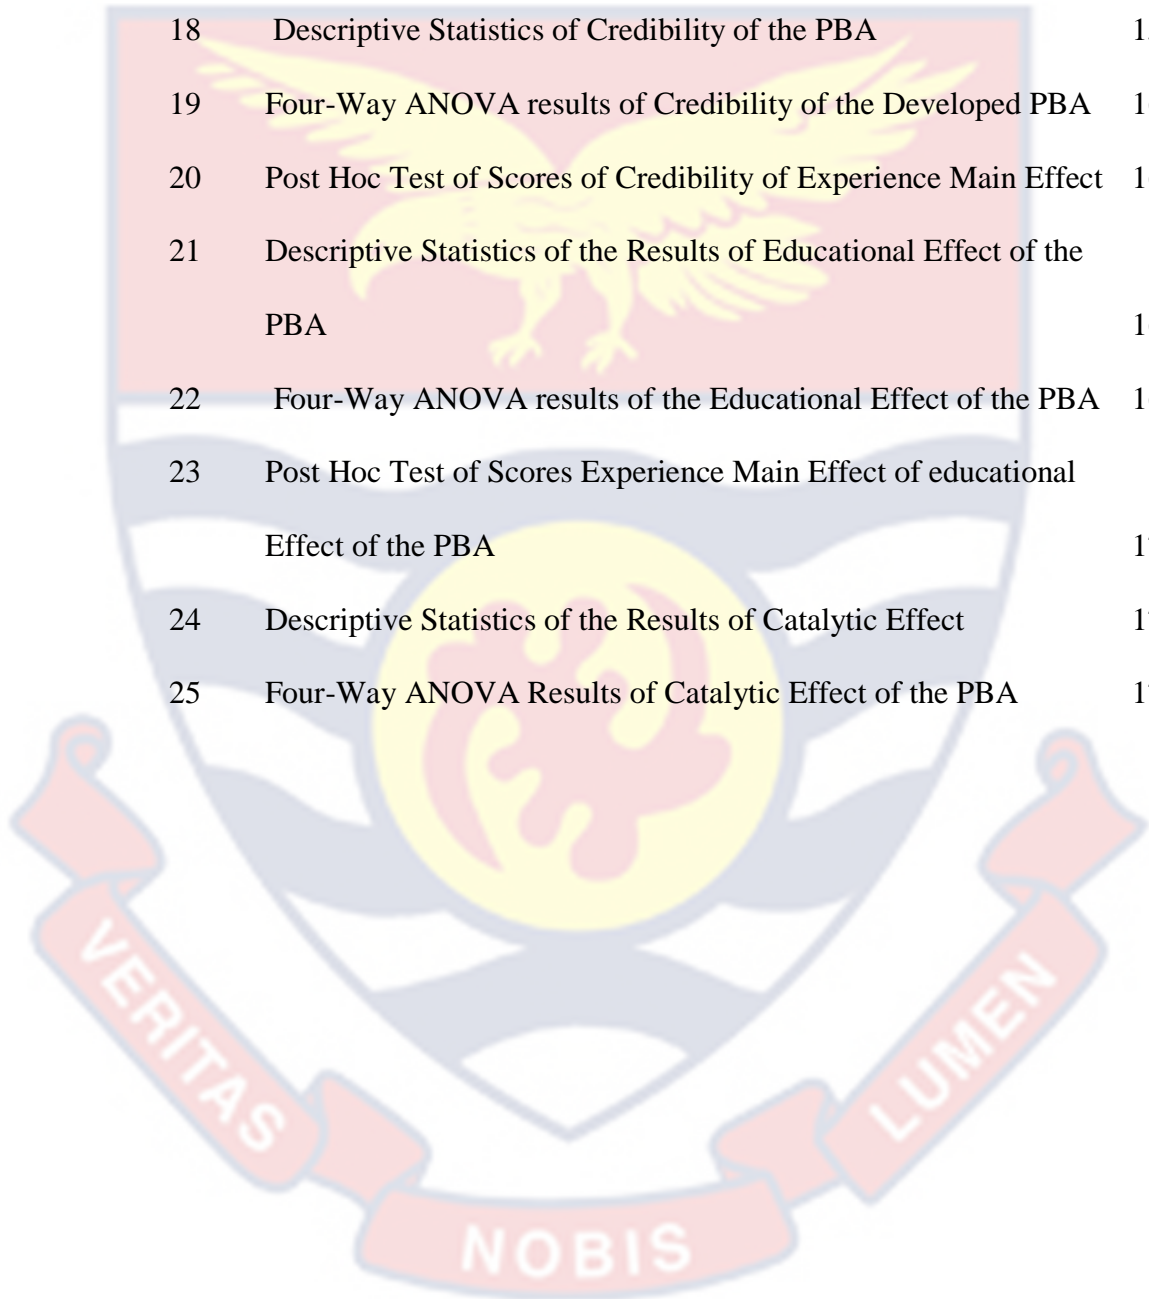 18 Descriptive Statistics of Credibility of the PBA
19 Four-Way ANOVA results of Credibility of the Developed PBA
20 Post Hoc Test of Scores of Credibility of Experience Main Effect
21 Descriptive Statistics of the Results of Educational Effect of the
PBA
22 Four-Way ANOVA results of the Educational Effect of the PBA
23 Post Hoc Test of Scores Experience Main Effect of educational
Effect of the PBA
24 Descriptive Statistics of the Results of Catalytic Effect
25 Four-Way ANOVA Results of Catalytic Effect of the PBA
VERITAS
NOBIS
LUMEN